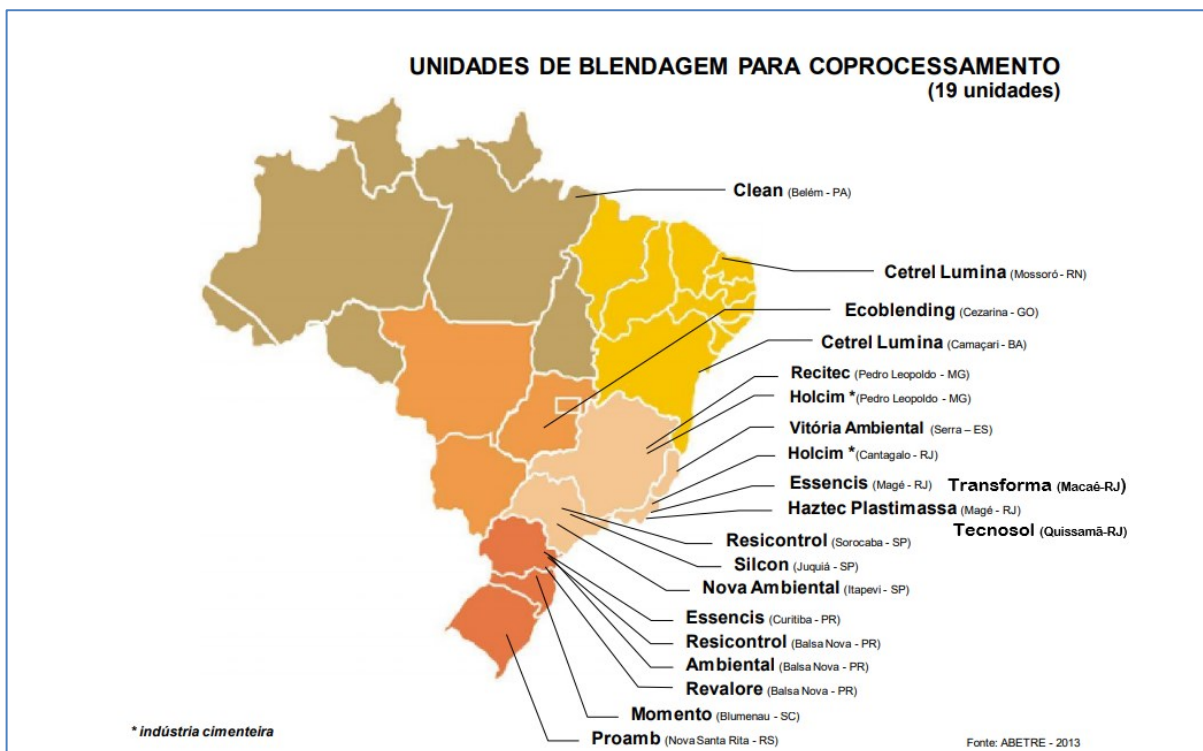 UNIDADES DE BLENDAGEM PARA COPROCESSAMENTO
(19 unidades)
Clean (Belém - PA)
Cetrel Lumina (Mossoró - RN)
Ecoblending (Cezarina - GO)
Cetrel Lumina (Camaçari - BA)
Recitec (Pedro Leopoldo - MG)
Holcim * (Pedro Leopoldo - MG)
Vitória Ambiental (Serra – ES)
Holcim * (Cantagalo - RJ)
Essencis (Magé - RJ) Transforma (Macaé-RJ)
Haztec Plastimassa (Magé - RJ)
Tecnosol (Quissamã-RJ)
Resicontrol (Sorocaba - SP)
Silcon (Juquiá - SP)
Nova Ambiental (Itapevi - SP)
Essencis (Curitiba - PR)
Resicontrol (Balsa Nova - PR)
Ambiental (Balsa Nova - PR)
Revalore (Balsa Nova - PR)
Momento (Blumenau - SC)
Proamb (Nova Santa Rita - RS)
* indústria cimenteira
Fonte: ABETRE - 2013